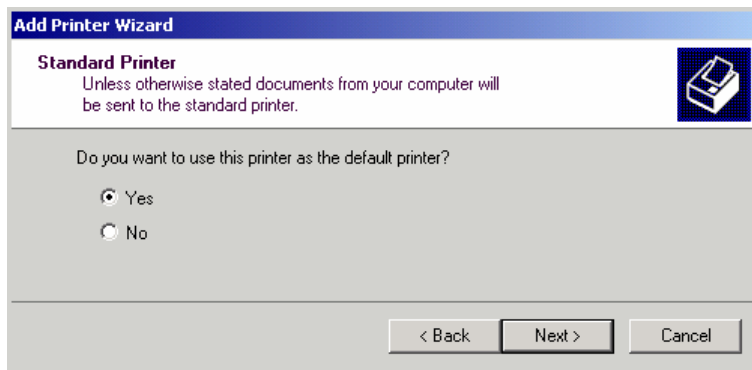 Add Printer Wizard
Standard Printer
Unless otherwise stated documents from your computer will
be sent to the standard printer.
Do you want to use this printer as the default printer?
Yes
No
< Back Next > Cancel